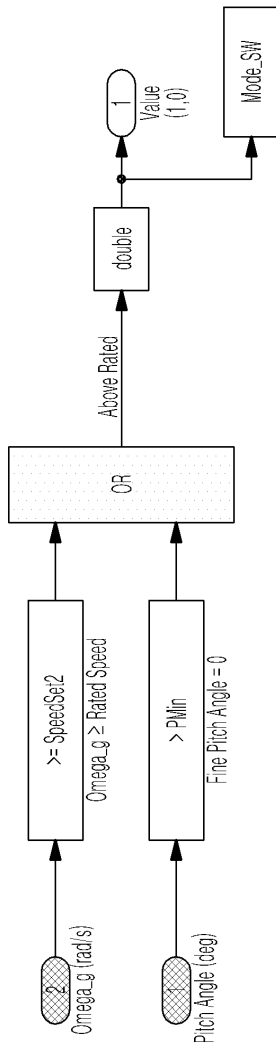 2
Omega_g (rad/s)
>= SpeedSet2
Omega_g ≥ Rated Speed
1
Pitch Angle (deg)
> PMin
Fine Pitch Angle = 0
OR
Above Rated
double
1
Value
(1,0)
Mode_SW